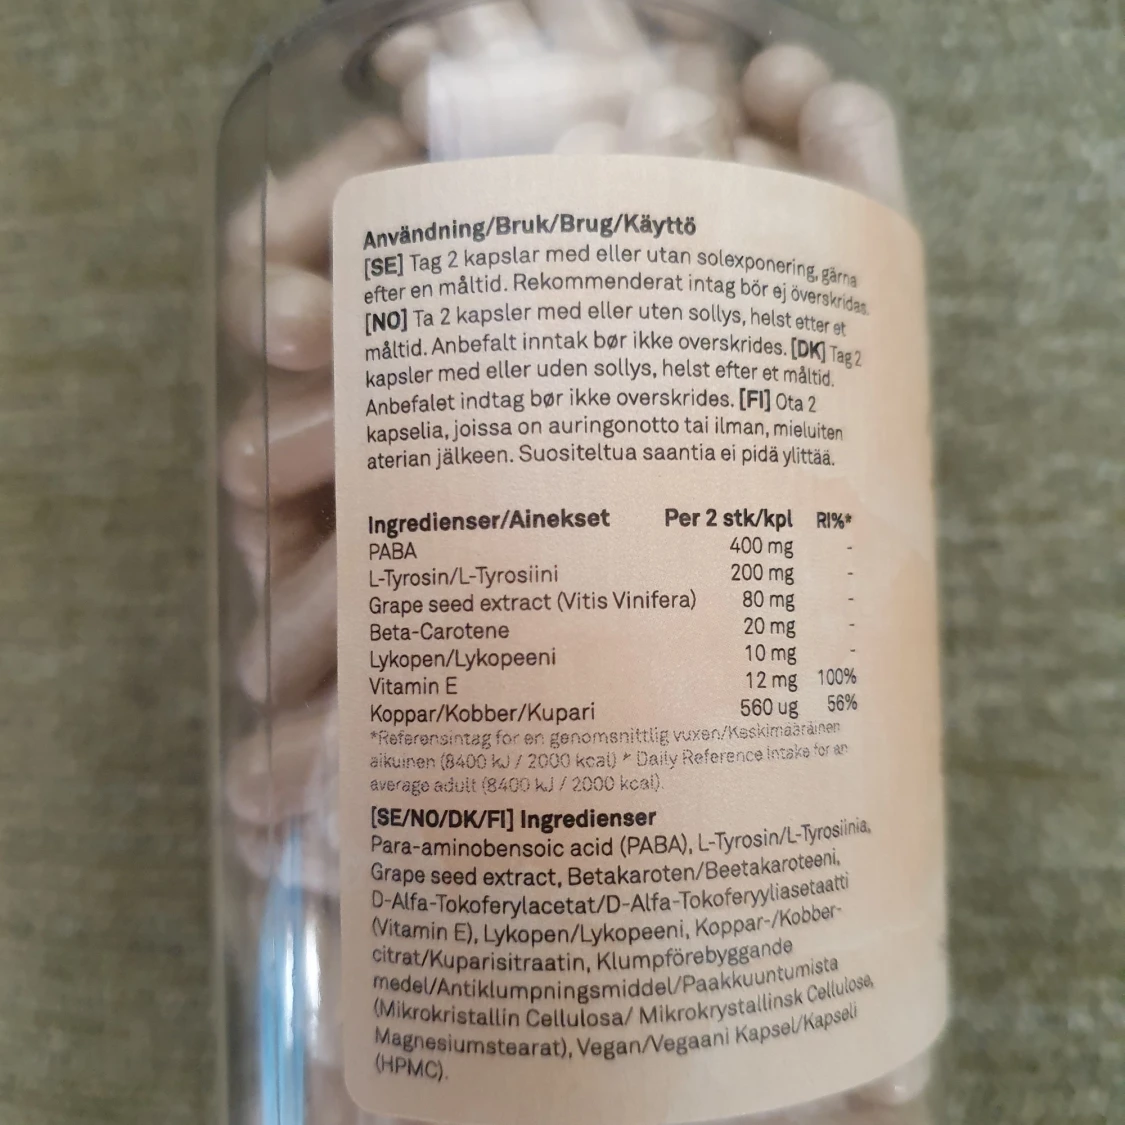 Användning/Bruk/Brug/Käyttö
[SE] Tag 2 kapslar med eller utan solexponering, gärna
efter en måltid. Rekommenderat intag bör ej överskridas.
[NO] Ta 2 kapsler med eller uten sollys, helst etter et
måltid. Anbefalt inntak bør ikke overskrides. [DK] Tag 2
kapsler med eller uden sollys, helst efter et måltid.
Anbefalet indtag bør ikke overskrides. [FI] Ota 2
kapselia, joissa on auringonotto tai ilman, mieluiten
aterian jälkeen. Suositeltua saantia ei pidä ylittää.
Ingredienser/Ainekset Per 2 stk/kpl RI%*
PABA 400 mg -
L-Tyrosin/L-Tyrosiini 200 mg -
Grape seed extract (Vitis Vinifera) 80 mg -
Beta-Carotene 20 mg -
Lykopen/Lykopeeni 10 mg -
Vitamin E 12 mg 100%
Koppar/Kobber/Kupari 560 ug 56%
*Referensintag for en genomsnittlig vuxen/Keskimääräinen
aikuinen (8400 kJ / 2000 kcal) * Daily Reference Intake for an
average adult (8400 kJ / 2000 kcal).
[SE/NO/DK/FI] Ingredienser
Para-aminobensoic acid (PABA), L-Tyrosin/L-Tyrosiinia,
Grape seed extract, Betakaroten/Beetakaroteeni,
D-Alfa-Tokoferylacetat/D-Alfa-Tokoferyyliasetaatti
(Vitamin E), Lykopen/Lykopeeni, Koppar-/Kobber-
citrat/Kuparisitraatin, Klumpförebyggande
medel/Antiklumpningsmiddel/Paakkuuntumista
(Mikrokristallin Cellulosa/ Mikrokrystallinsk Cellulose,
Magnesiumstearat), Vegan/Vegaani Kapsel/Kapseli
(HPMC).